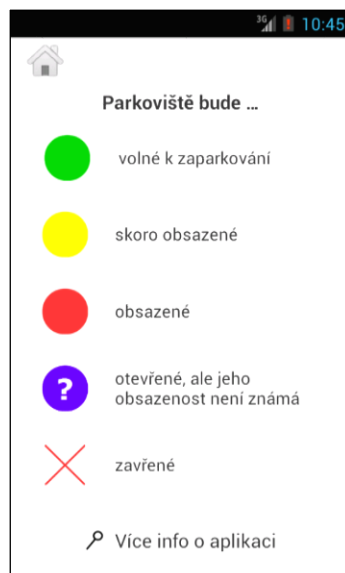 3G 10:45
Parkoviště bude ...
volné k zaparkování
skoro obsazené
obsazené
?
otevřené, ale jeho
obsazenost není známá
zavřené
Více info o aplikaci